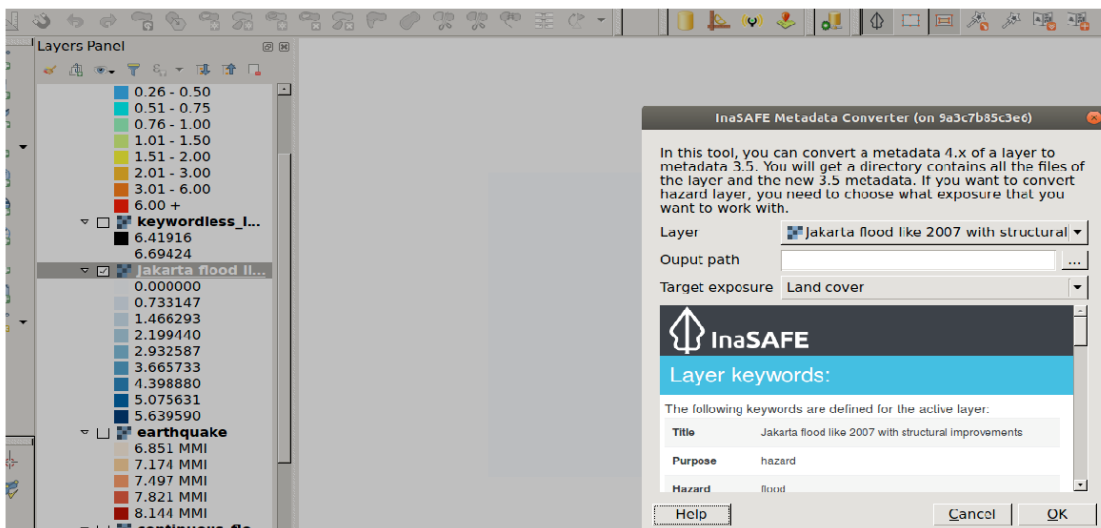 Layers Panel
0.26 - 0.50
0.51 - 0.75
0.76 - 1.00
1.01 - 1.50
1.51 - 2.00
2.01 - 3.00
3.01 - 6.00
6.00 +
keywordless_l...
6.41916
6.69424
Jakarta flood li...
0.000000
0.733147
1.466293
2.199440
2.932587
3.665733
4.398880
5.075631
5.639590
earthquake
6.851 MMI
7.174 MMI
7.497 MMI
7.821 MMI
8.144 MMI
continuous_flo...
InaSAFE Metadata Converter (on 9a3c7b85c3e6)
In this tool, you can convert a metadata 4.x of a layer to
metadata 3.5. You will get a directory contains all the files of
the layer and the new 3.5 metadata. If you want to convert
hazard layer, you need to choose what exposure that you
want to work with.
Layer Jakarta flood like 2007 with structural
Ouput path ...
Target exposure Land cover
InaSAFE
Layer keywords:
The following keywords are defined for the active layer:
Title Jakarta flood like 2007 with structural improvements
Purpose hazard
Hazard flood
Help Cancel OK